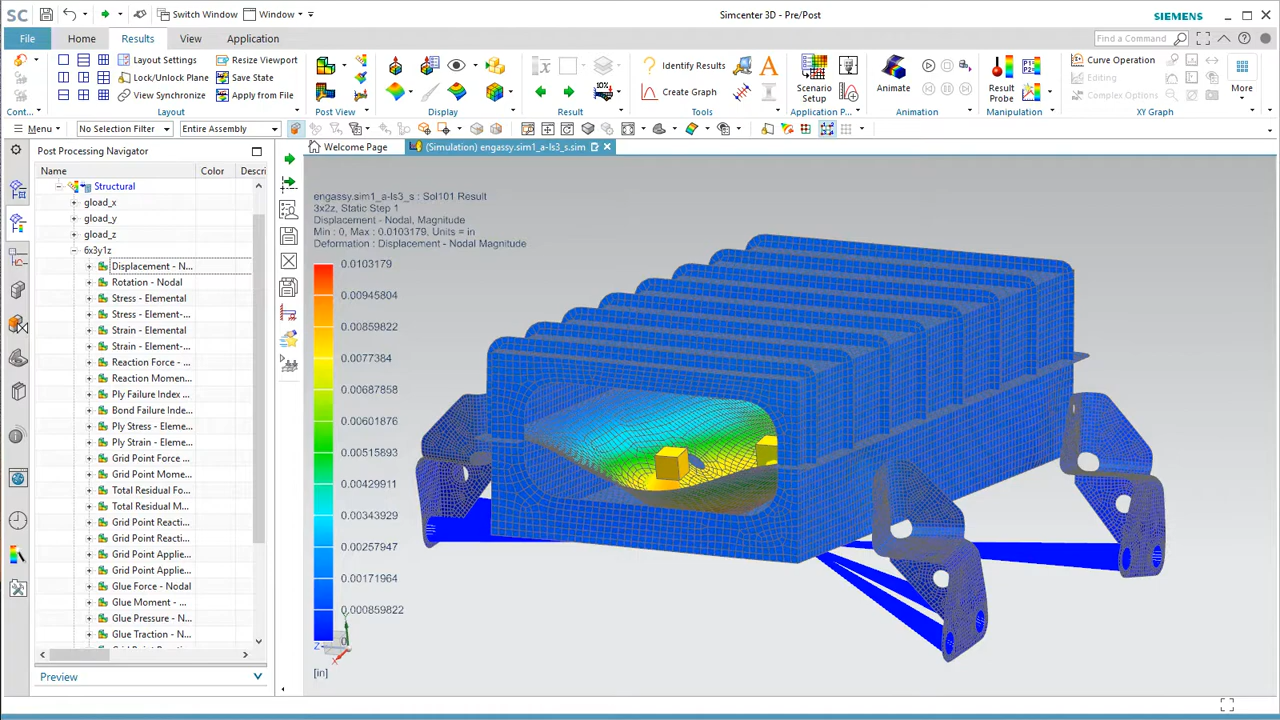 SC
Switch Window
Window
Simcenter 3D - Pre/Post
SIEMENS
File
Home
Results
View
Application
Find a Command
Layout Settings
Resize Viewport
Lock/Unlock Plane
Save State
View Synchronize
Apply from File
Identify Results
Create Graph
Scenario Setup
Animate
Result Probe
Curve Operation
Editing
Complex Options
More
Cont...
Layout
Post View
Display
Result
Tools
Application P...
Animation
Manipulation
XY Graph
Menu
No Selection Filter
Entire Assembly
Post Processing Navigator
Welcome Page
(Simulation) engassy.sim1_a-ls3_s.sim
Name
Color
Descri
Structural
gload_x
gload_y
gload_z
6x3y1z
Displacement - N...
Rotation - Nodal
Stress - Elemental
Stress - Element-...
Strain - Elemental
Strain - Element-...
Reaction Force - ...
Reaction Momen...
Ply Failure Index ...
Bond Failure Inde...
Ply Stress - Eleme...
Ply Strain - Eleme...
Grid Point Force ...
Grid Point Mome...
Total Residual Fo...
Total Residual M...
Grid Point Reacti...
Grid Point Reacti...
Grid Point Applie...
Grid Point Applie...
Glue Force - Nodal
Glue Moment - ...
Glue Pressure - N...
Glue Traction - N...
Preview
engassy.sim1_a-ls3_s : Sol101 Result
3x2z, Static Step 1
Displacement - Nodal, Magnitude
Min : 0, Max : 0.0103179, Units = in
Deformation : Displacement - Nodal Magnitude
0.0103179
0.00945804
0.00859822
0.0077384
0.00687858
0.00601876
0.00515893
0.00429911
0.00343929
0.00257947
0.00171964
0.000859822
0
Z
Y
X
[in]